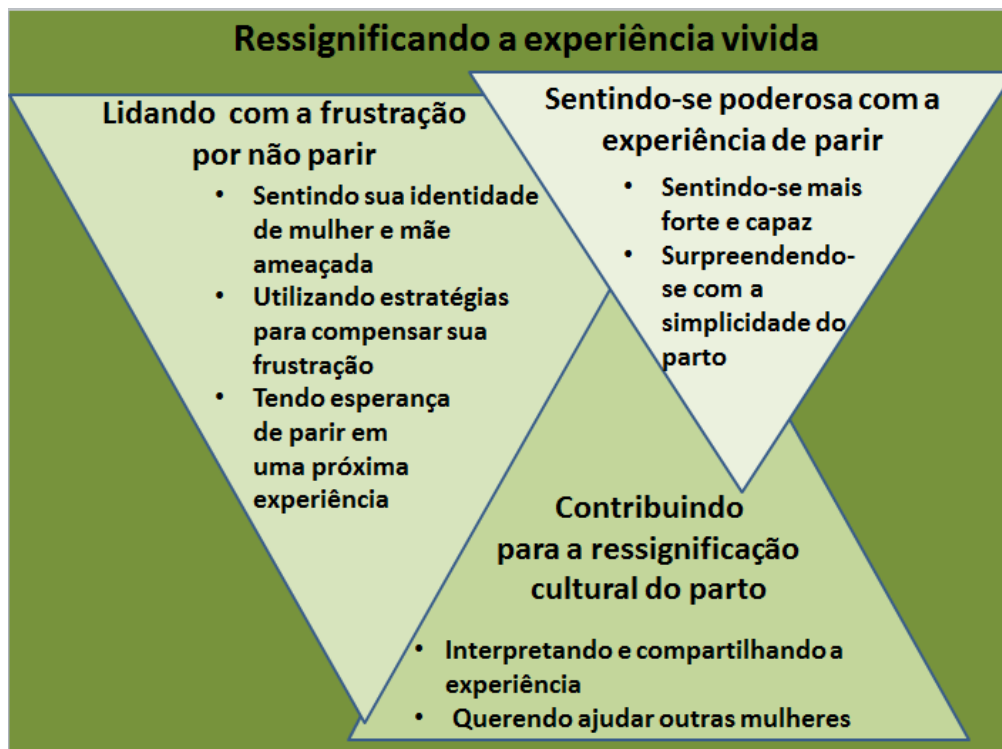 Ressignificando a experiência vivida
Lidando com a frustração
por não parir
• Sentindo sua identidade
de mulher e mãe
ameaçada
• Utilizando estratégias
para compensar sua
frustração
• Tendo esperança
de parir em
uma próxima
experiência
Sentindo-se poderosa com a
experiência de parir
• Sentindo-se mais
forte e capaz
• Surpreendendo-
se com a
simplicidade do
parto
Contribuindo
para a ressignificação
cultural do parto
• Interpretando e compartilhando a
experiência
• Querendo ajudar outras mulheres